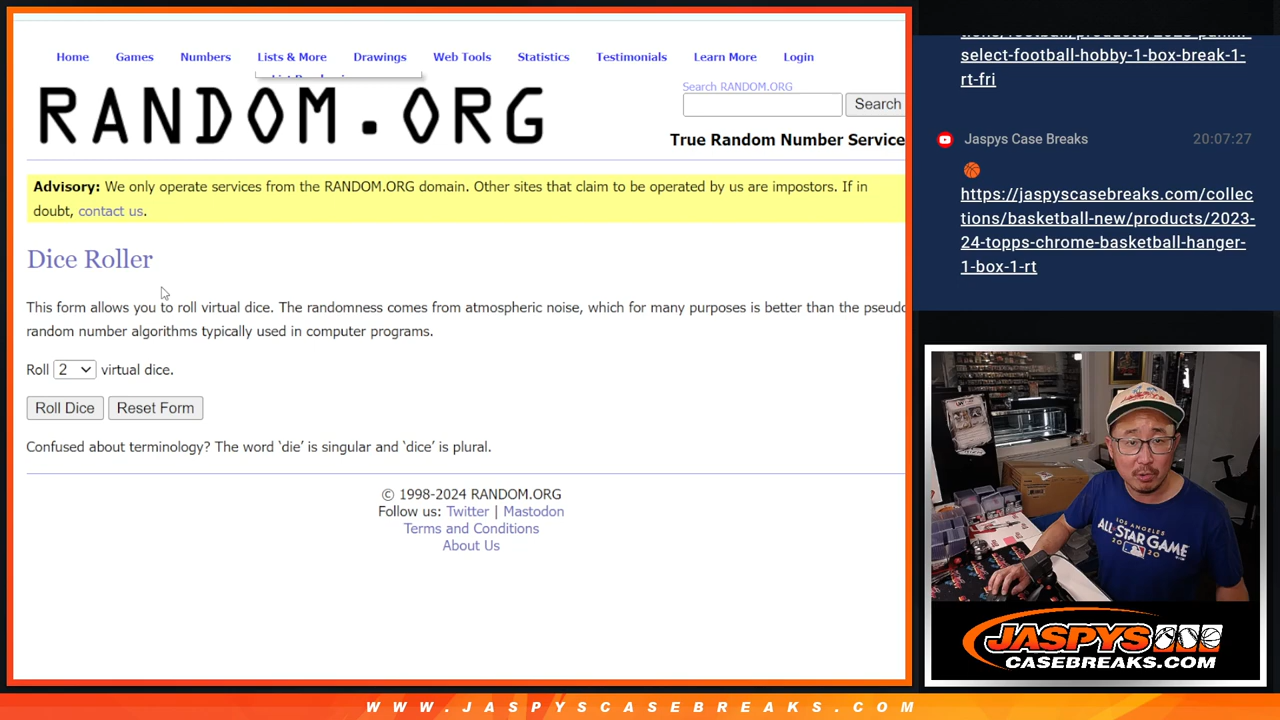 Home Games Numbers Lists & More Drawings Web Tools Statistics Testimonials Learn More Login
RANDOM.ORG
Search RANDOM.ORG
Search
True Random Number Service
Advisory: We only operate services from the RANDOM.ORG domain. Other sites that claim to be operated by us are impostors. If in
doubt, contact us.
Dice Roller
This form allows you to roll virtual dice. The randomness comes from atmospheric noise, which for many purposes is better than the pseudo
random number algorithms typically used in computer programs.
Roll 2 virtual dice.
Roll Dice Reset Form
Confused about terminology? The word ‘die’ is singular and ‘dice’ is plural.
© 1998-2024 RANDOM.ORG
Follow us: Twitter | Mastodon
Terms and Conditions
About Us
select-football-hobby-1-box-break-1-
rt-fri
Jaspys Case Breaks 20:07:27
https://jaspyscasebreaks.com/collec
tions/basketball-new/products/2023-
24-topps-chrome-basketball-hanger-
1-box-1-rt
LOS ANGELES
ALL STAR GAME
2020
JASPYS
CASEBREAKS.COM
WWW.JASPYSCASEBREAKS.COM